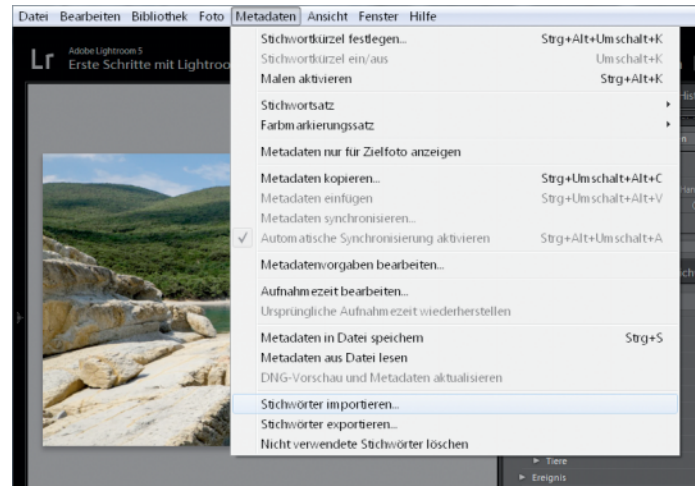 Datei Bearbeiten Bibliothek Foto Metadaten Ansicht Fenster Hilfe
Lr Adobe Lightroom 5
Erste Schritte mit Lightroo
Stichwortkürzel festlegen... Strg+Alt+Umschalt+K
Stichwortkürzel ein/aus Umschalt+K
Malen aktivieren Strg+Alt+K
Stichwortsatz
Farbmarkierungssatz
Metadaten nur für Zielfoto anzeigen
Metadaten kopieren... Strg+Umschalt+Alt+C
Metadaten einfügen Strg+Umschalt+Alt+V
Metadaten synchronisieren...
✓ Automatische Synchronisierung aktivieren Strg+Alt+Umschalt+A
Metadatenvorgaben bearbeiten...
Aufnahmezeit bearbeiten...
Ursprüngliche Aufnahmezeit wiederherstellen
Metadaten in Datei speichern Strg+S
Metadaten aus Datei lesen
DNG-Vorschau und Metadaten aktualisieren
Stichwörter importieren...
Stichwörter exportieren...
Nicht verwendete Stichwörter löschen
Tiere
Ereignis